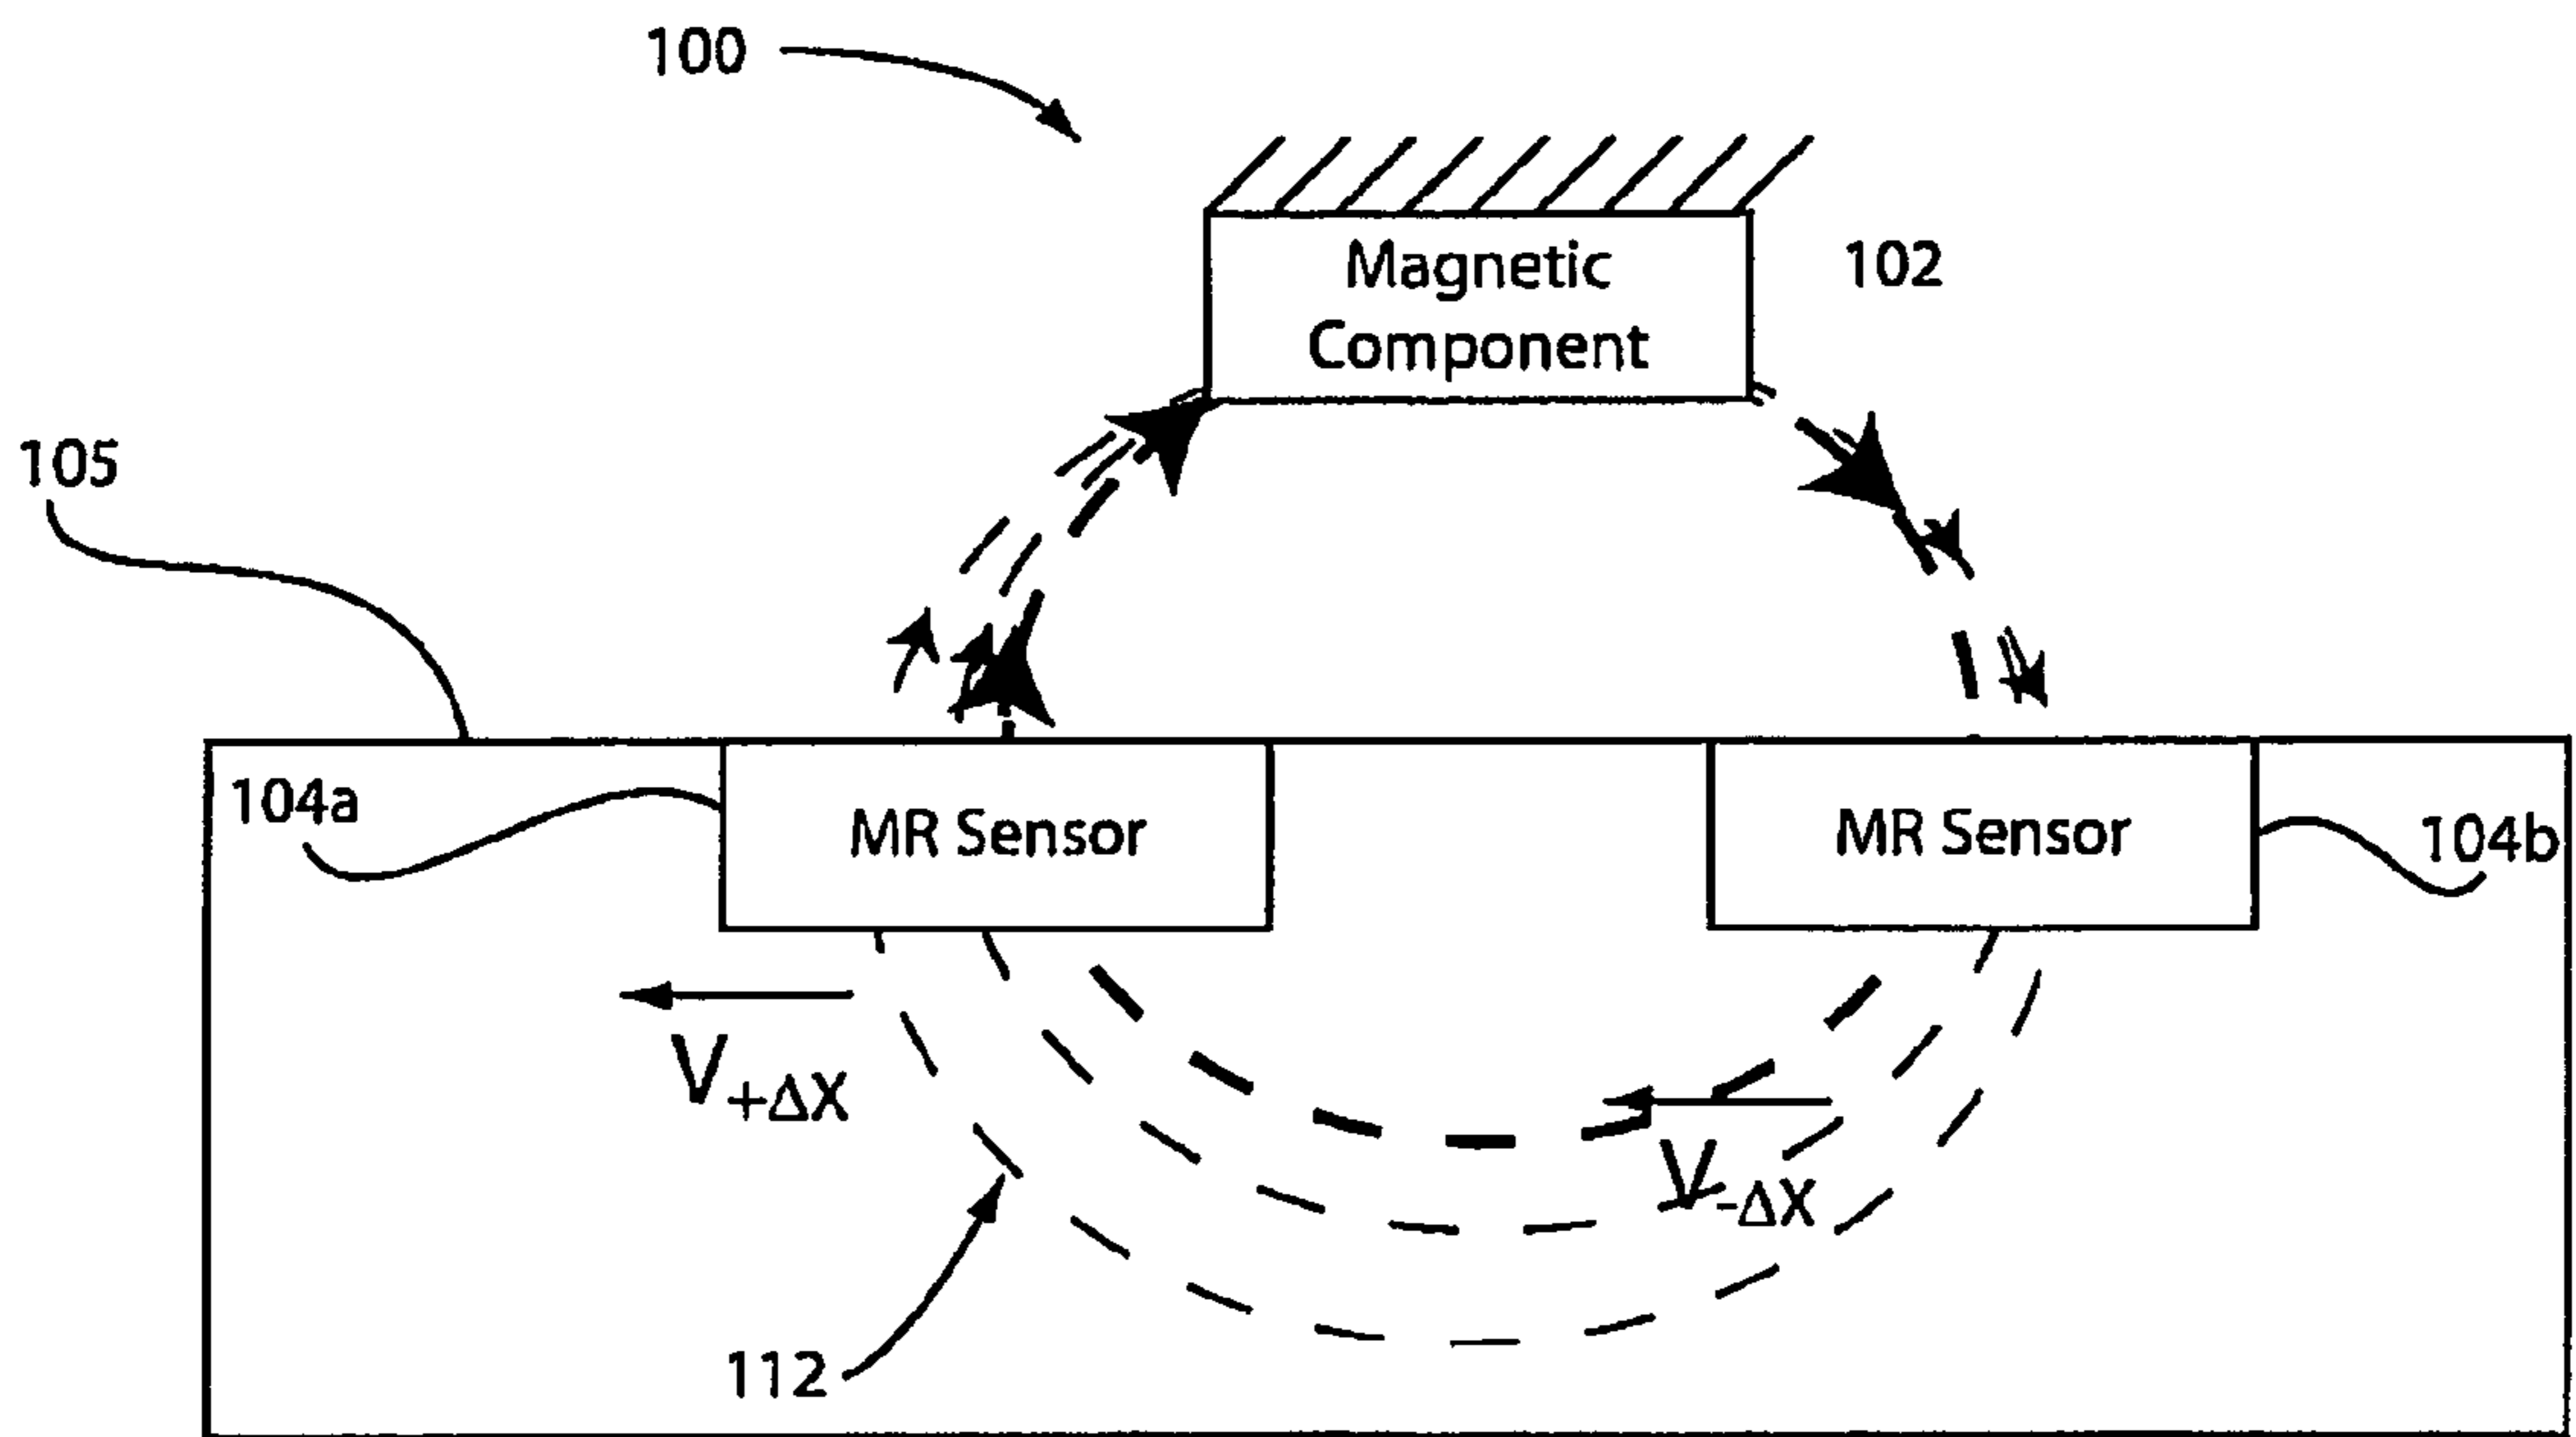 100
Magnetic
Component
102
105
104a
MR Sensor
MR Sensor
104b
V+ΔX
V-ΔX
112